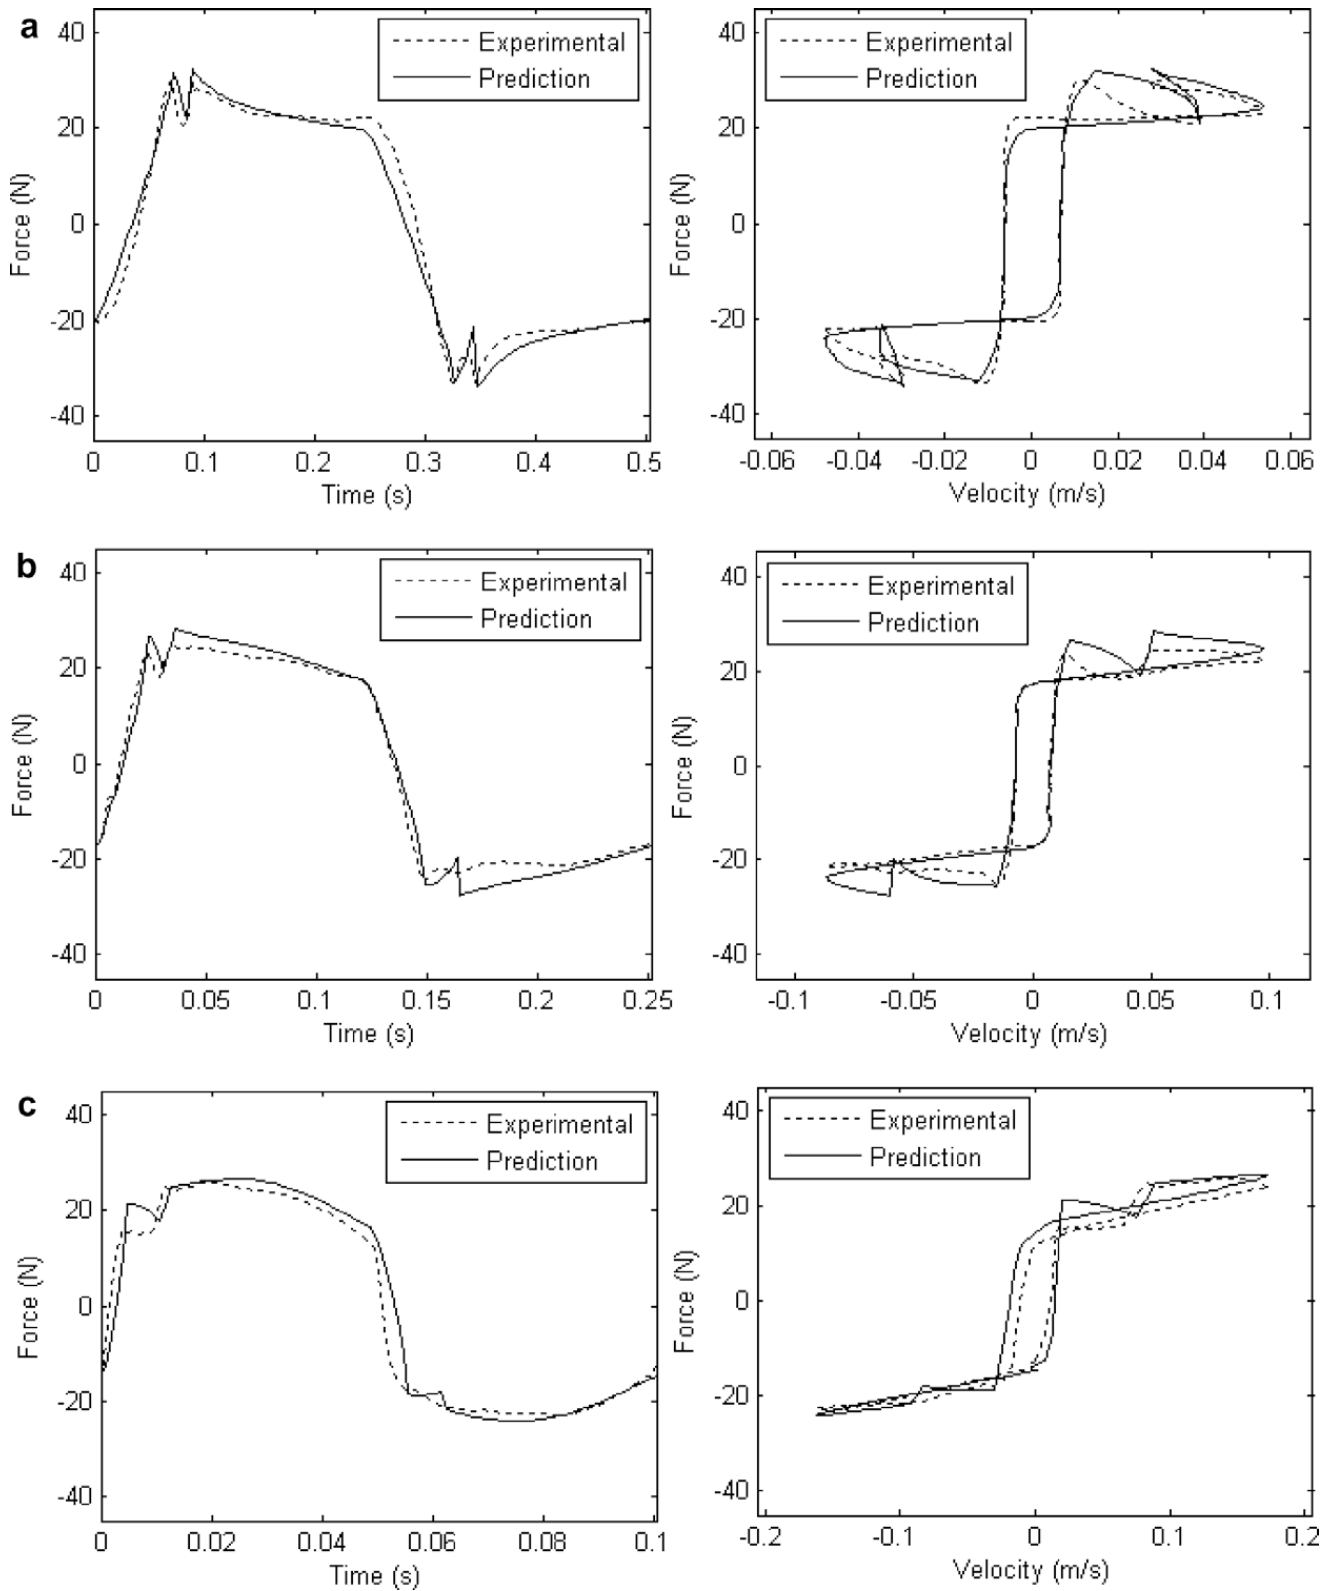 a
40
20
0
-20
-40
Force (N)
Experimental
Prediction
0 0.1 0.2 0.3 0.4 0.5
Time (s)
40
20
0
-20
-40
Force (N)
Experimental
Prediction
-0.06 -0.04 -0.02 0 0.02 0.04 0.06
Velocity (m/s)
b
40
20
0
-20
-40
Force (N)
Experimental
Prediction
0 0.05 0.1 0.15 0.2 0.25
Time (s)
40
20
0
-20
-40
Force (N)
Experimental
Prediction
-0.1 -0.05 0 0.05 0.1
Velocity (m/s)
c
40
20
0
-20
-40
Force (N)
Experimental
Prediction
0 0.02 0.04 0.06 0.08 0.1
Time (s)
40
20
0
-20
-40
Force (N)
Experimental
Prediction
-0.2 -0.1 0 0.1 0.2
Velocity (m/s)